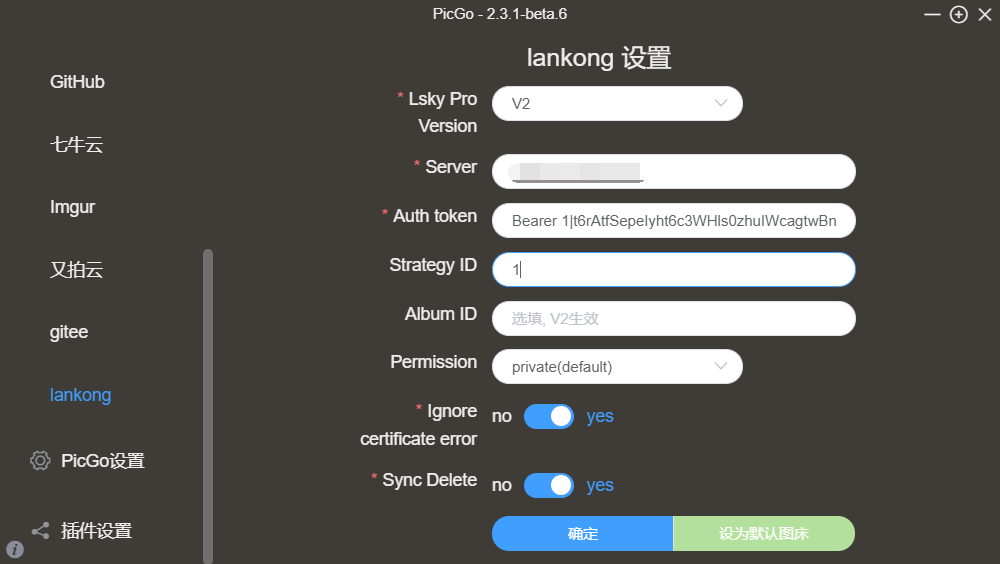 PicGo - 2.3.1-beta.6
GitHub
七牛云
Imgur
又拍云
gitee
lankong
PicGo设置
插件设置
lankong 设置
* Lsky Pro
Version
V2
* Server
* Auth token
Bearer 1|t6rAtfSepeIyht6c3WHls0zhuIWcagtwBn
Strategy ID
1
Album ID
选填, V2生效
Permission
private(default)
* Ignore
certificate error
no
yes
* Sync Delete
no
yes
确定
设为默认图床